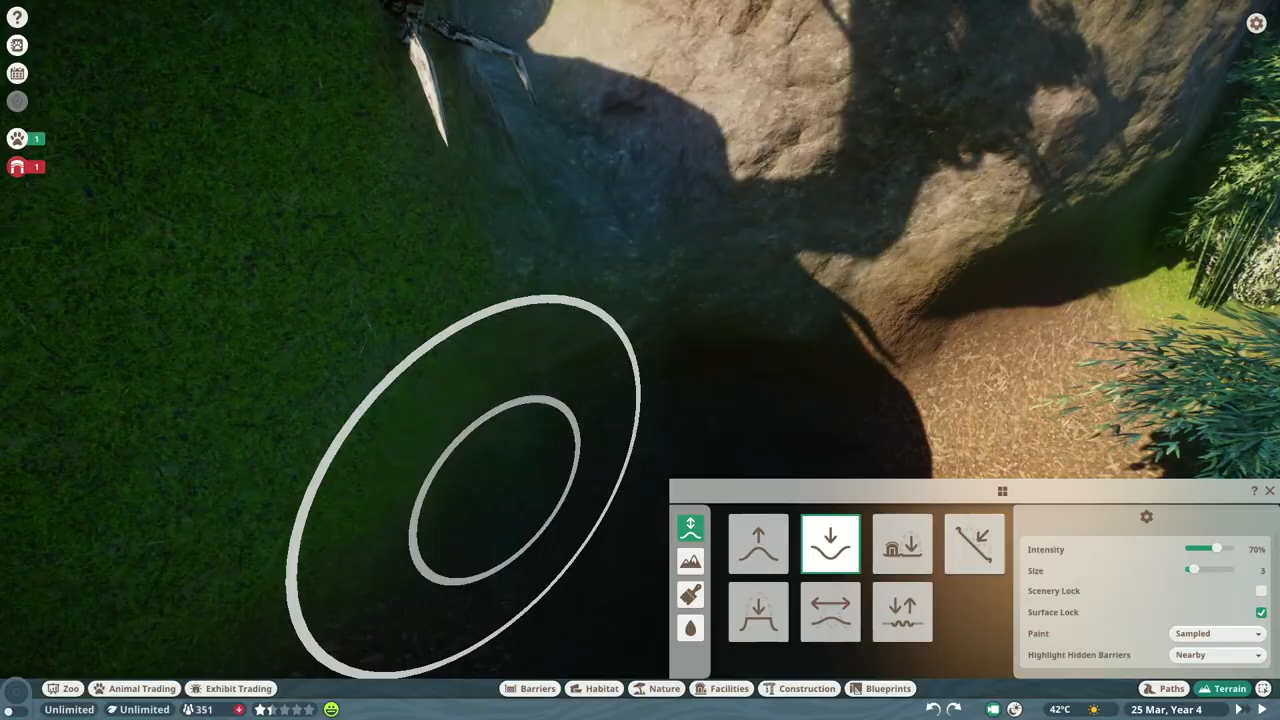 ?
1
1
? X
Intensity 70%
Size 3
Scenery Lock
Surface Lock
Paint Sampled
Highlight Hidden Barriers Nearby
Zoo Animal Trading Exhibit Trading Barriers Habitat Nature Facilities Construction Blueprints Paths Terrain
Unlimited Unlimited 351 42°C 25 Mar, Year 4